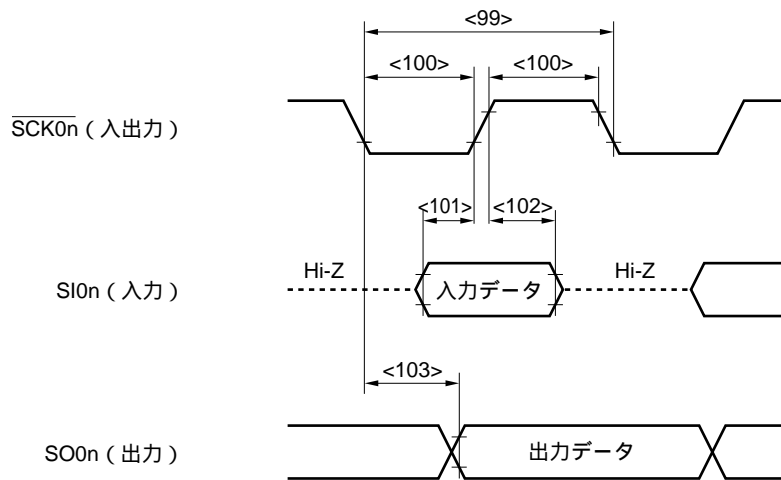 <99>
<100> <100>
SCK0n（入出力）
<101> <102>
Hi-Z Hi-Z
SI0n（入力） 入力データ
<103>
SO0n（出力） 出力データ